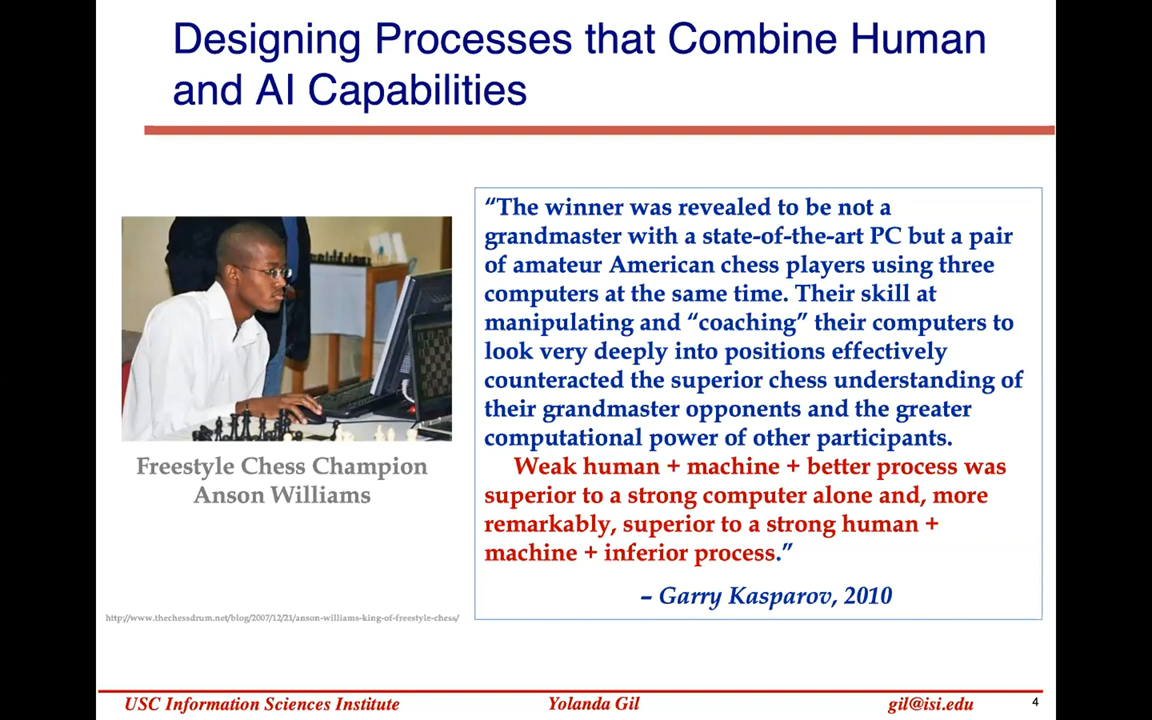 Designing Processes that Combine Human
and AI Capabilities
“The winner was revealed to be not a
grandmaster with a state-of-the-art PC but a pair
of amateur American chess players using three
computers at the same time. Their skill at
manipulating and “coaching” their computers to
look very deeply into positions effectively
counteracted the superior chess understanding of
their grandmaster opponents and the greater
computational power of other participants.
Weak human + machine + better process was
superior to a strong computer alone and, more
remarkably, superior to a strong human +
machine + inferior process.”
– Garry Kasparov, 2010
Freestyle Chess Champion
Anson Williams
http://www.thechessdrum.net/blog/2007/12/21/anson-williams-king-of-freestyle-chess/
USC Information Sciences Institute
Yolanda Gil
gil@isi.edu
4